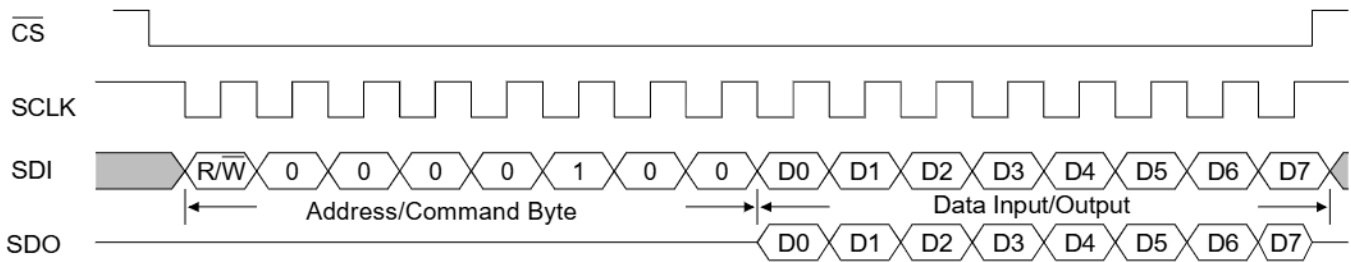 C̅S̅
SCLK
SDI R/W̅ 0 0 0 0 1 0 0 D0 D1 D2 D3 D4 D5 D6 D7
Address/Command Byte Data Input/Output
SDO D0 D1 D2 D3 D4 D5 D6 D7